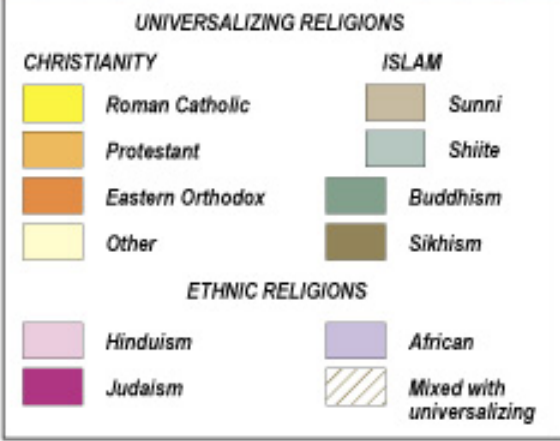 UNIVERSALIZING RELIGIONS
CHRISTIANITY
Roman Catholic
Protestant
Eastern Orthodox
Other
ISLAM
Sunni
Shiite
Buddhism
Sikhism
ETHNIC RELIGIONS
Hinduism
Judaism
African
Mixed with
universalizing